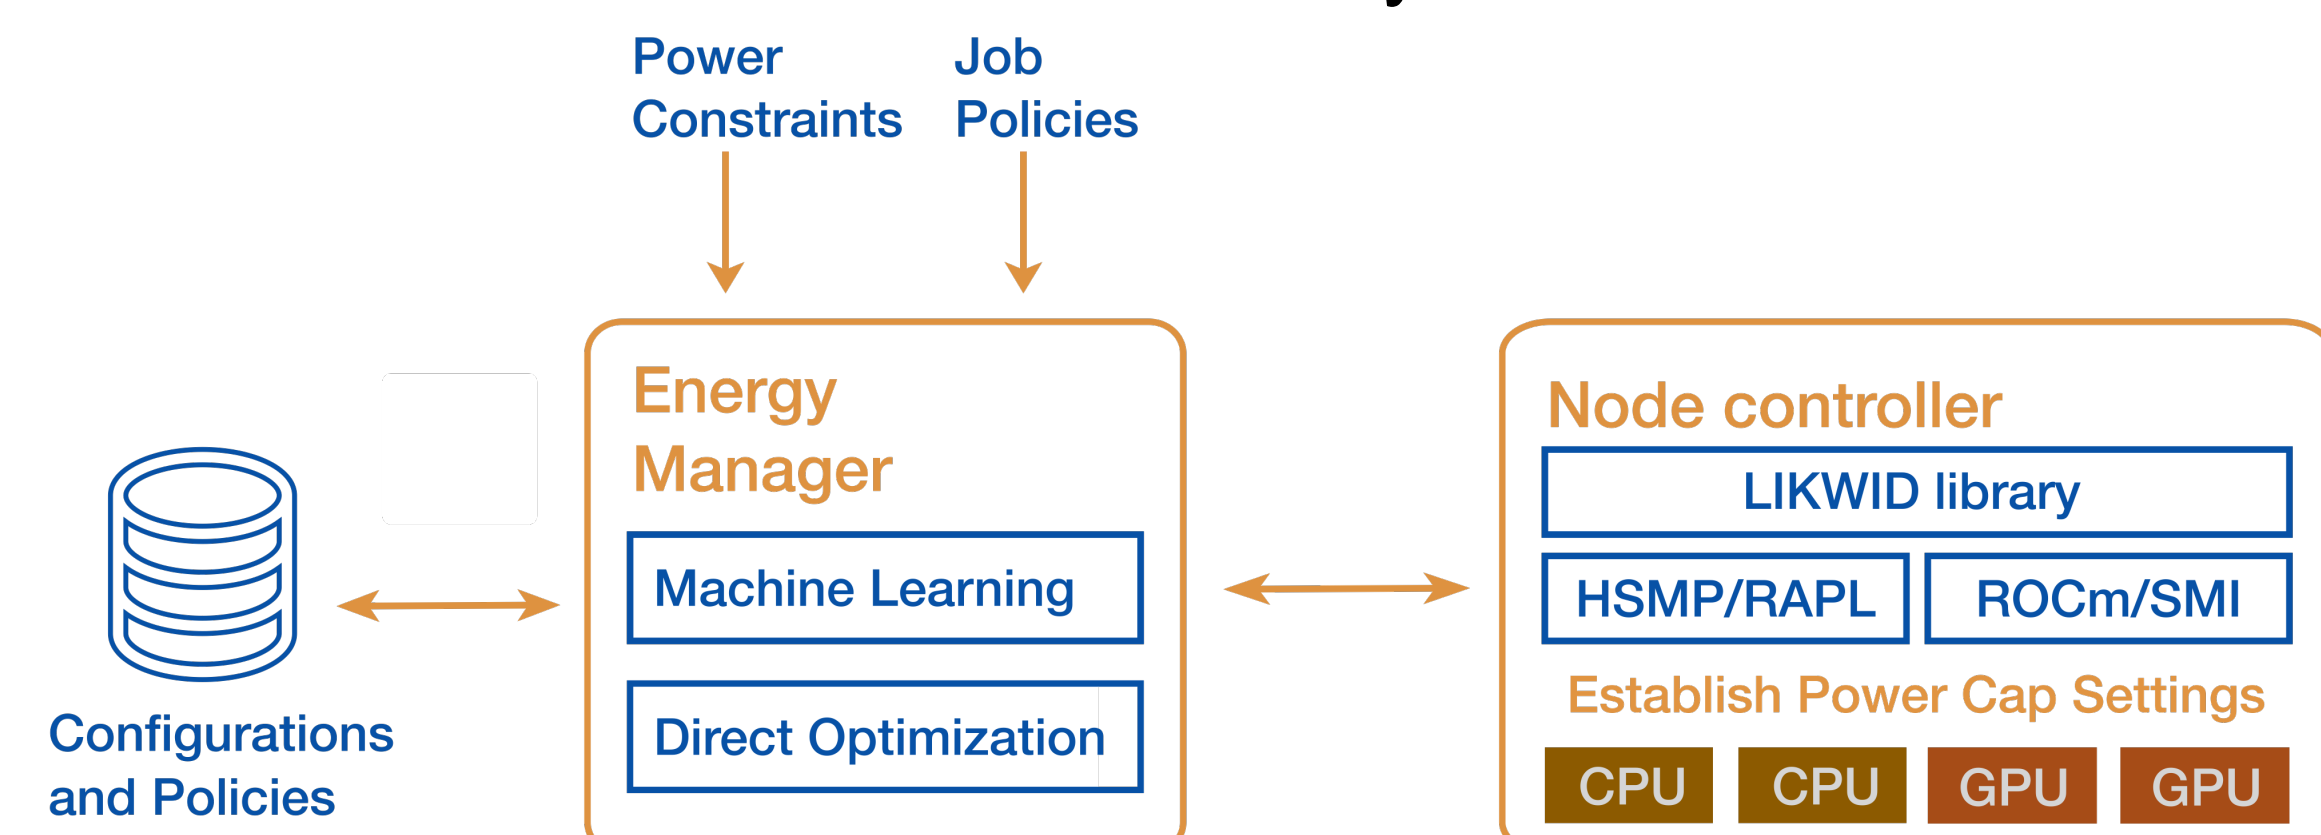 Power
Constraints
Job
Policies
Energy
Manager
Machine Learning
Direct Optimization
Configurations
and Policies
Node controller
LIKWID library
HSMP/RAPL
ROCm/SMI
Establish Power Cap Settings
CPU
CPU
GPU
GPU